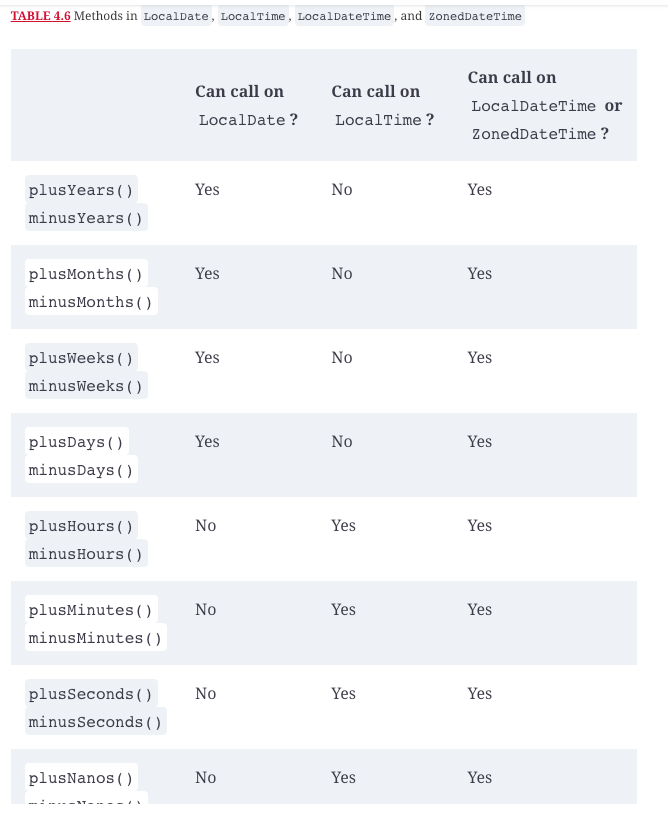 TABLE 4.6 Methods in LocalDate, LocalTime, LocalDateTime, and ZonedDateTime
Can call on LocalDate?
Can call on LocalTime?
Can call on LocalDateTime or ZonedDateTime?
plusYears() Yes No Yes
minusYears()
plusMonths() Yes No Yes
minusMonths()
plusWeeks() Yes No Yes
minusWeeks()
plusDays() Yes No Yes
minusDays()
plusHours() No Yes Yes
minusHours()
plusMinutes() No Yes Yes
minusMinutes()
plusSeconds() No Yes Yes
minusSeconds()
plusNanos() No Yes Yes